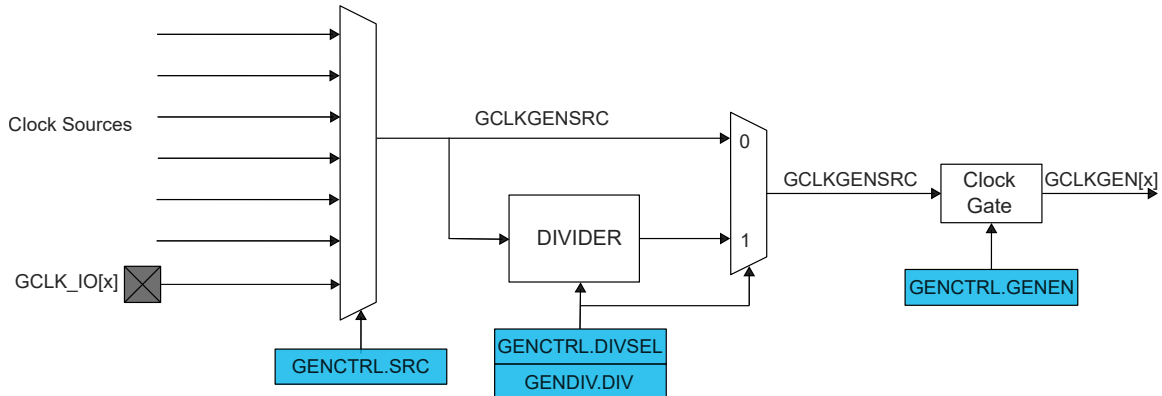 Clock Sources
GCLK_IO[x]
GENCTRL.SRC
GCLKGENSRC
DIVIDER
0
1
GENCTRL.DIVSEL
GENDIV.DIV
GCLKGENSRC
Clock
Gate
GCLKGEN[x]
GENCTRL.GENEN